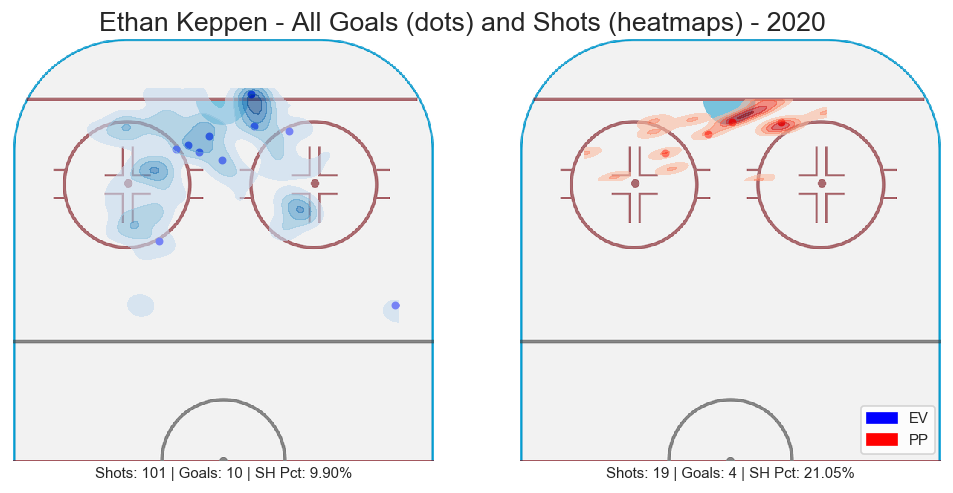 Ethan Keppen - All Goals (dots) and Shots (heatmaps) - 2020
EV
PP
Shots: 101 | Goals: 10 | SH Pct: 9.90%
Shots: 19 | Goals: 4 | SH Pct: 21.05%